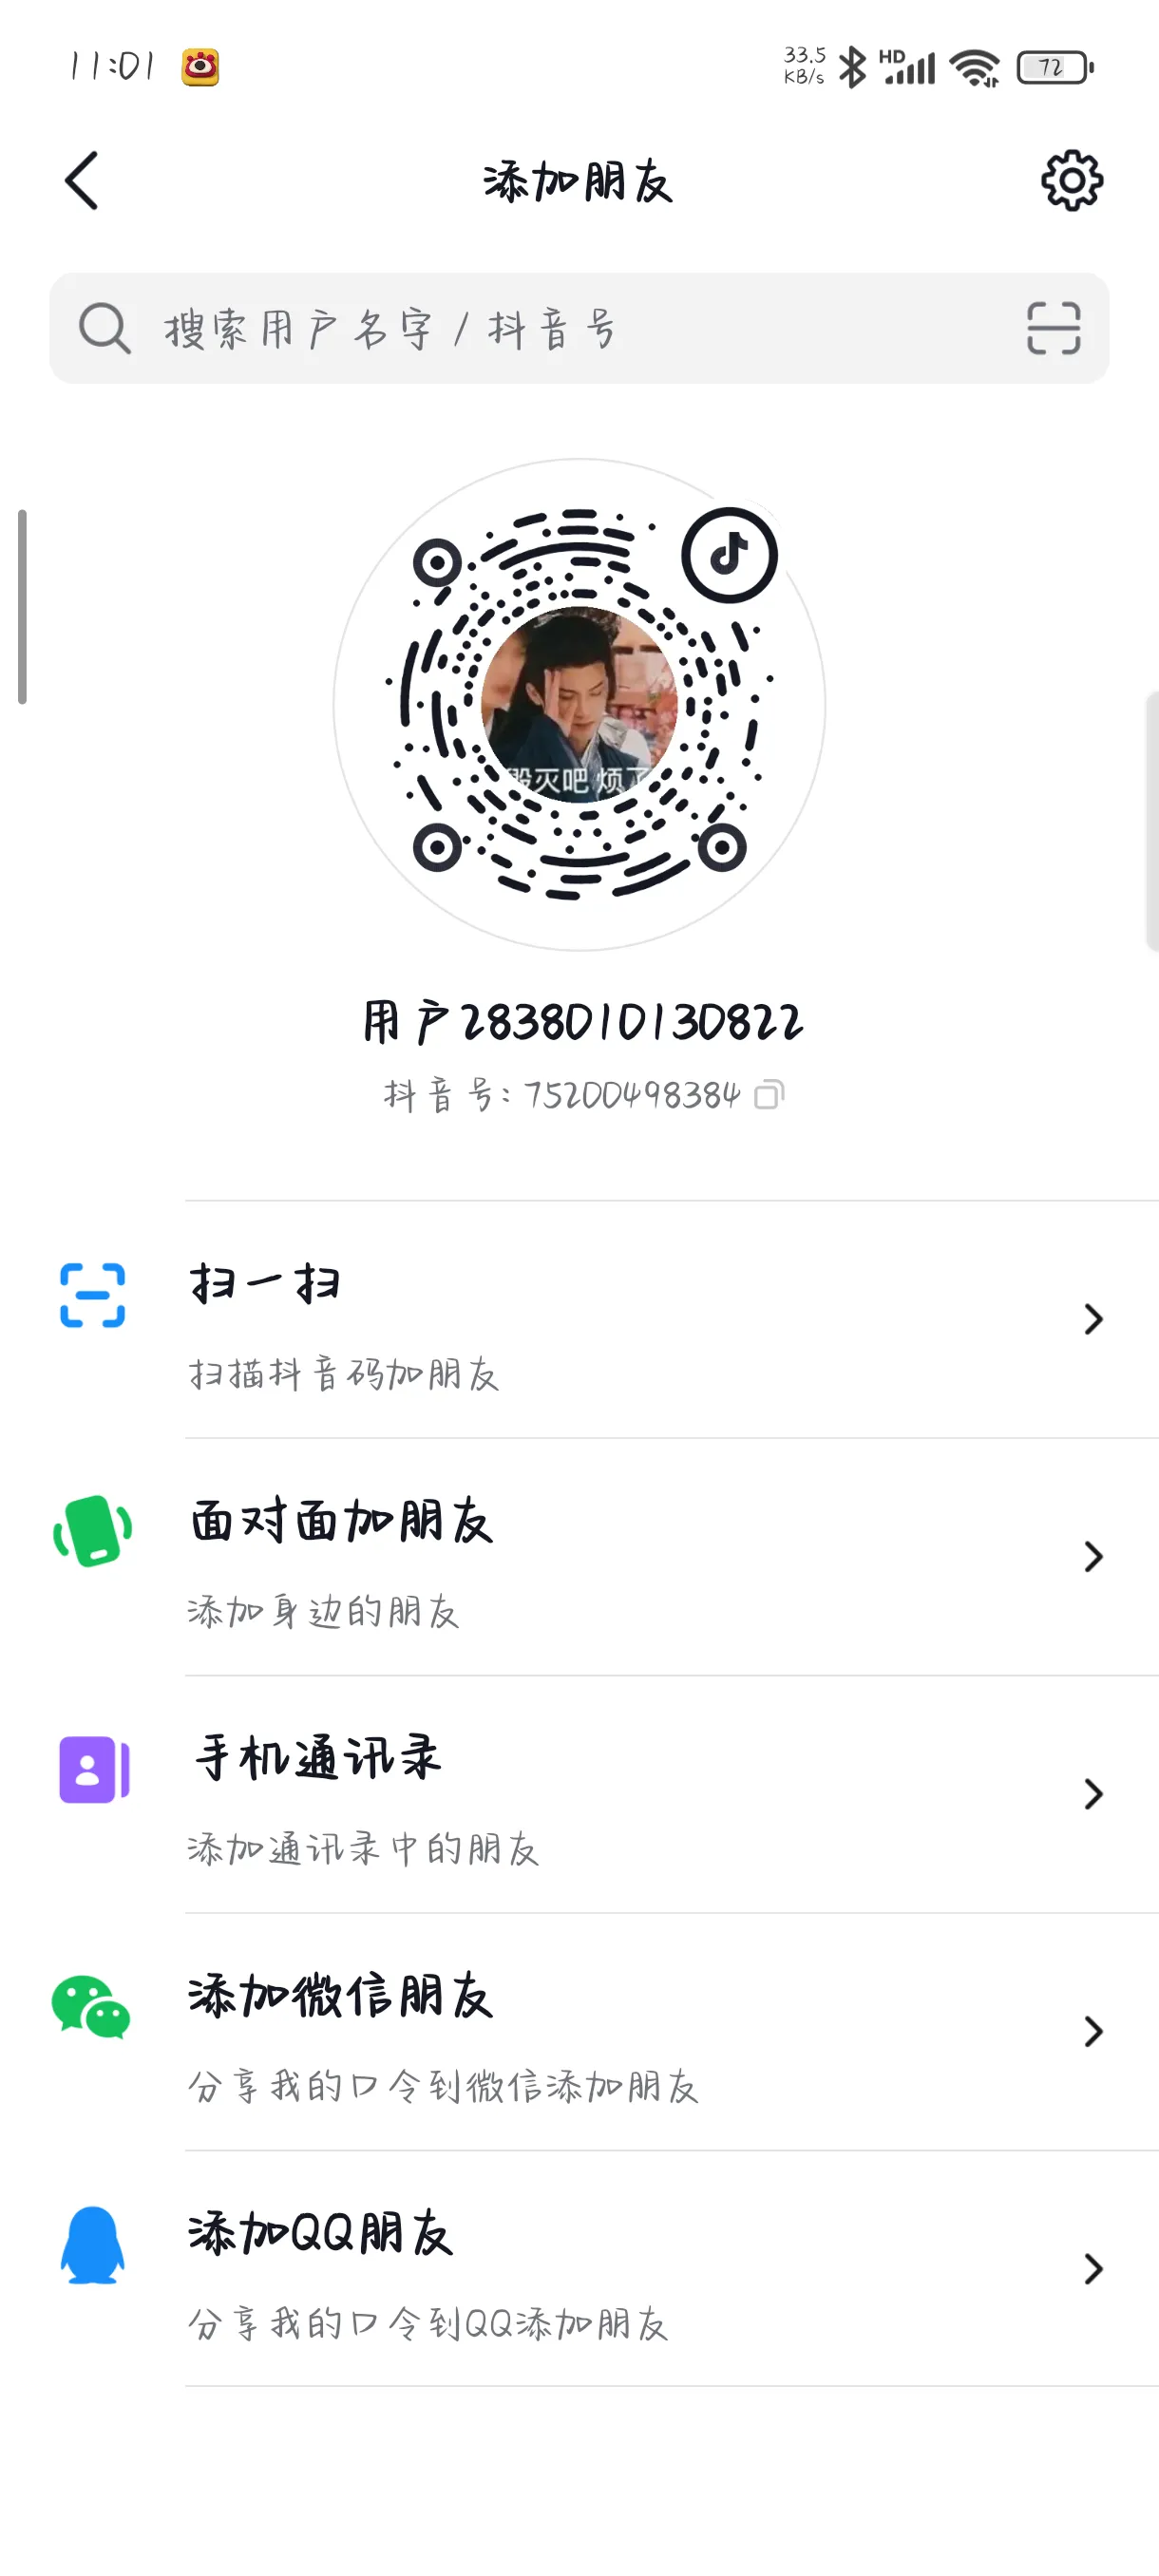 11:01
33.5 KB/s
HD
72
添加朋友
搜索用户名字 / 抖音号
毁灭吧 烦了
用户2838010130822
抖音号: 75200498384
扫一扫
扫描抖音码加朋友
面对面加朋友
添加身边的朋友
手机通讯录
添加通讯录中的朋友
添加微信朋友
分享我的口令到微信添加朋友
添加QQ朋友
分享我的口令到QQ添加朋友